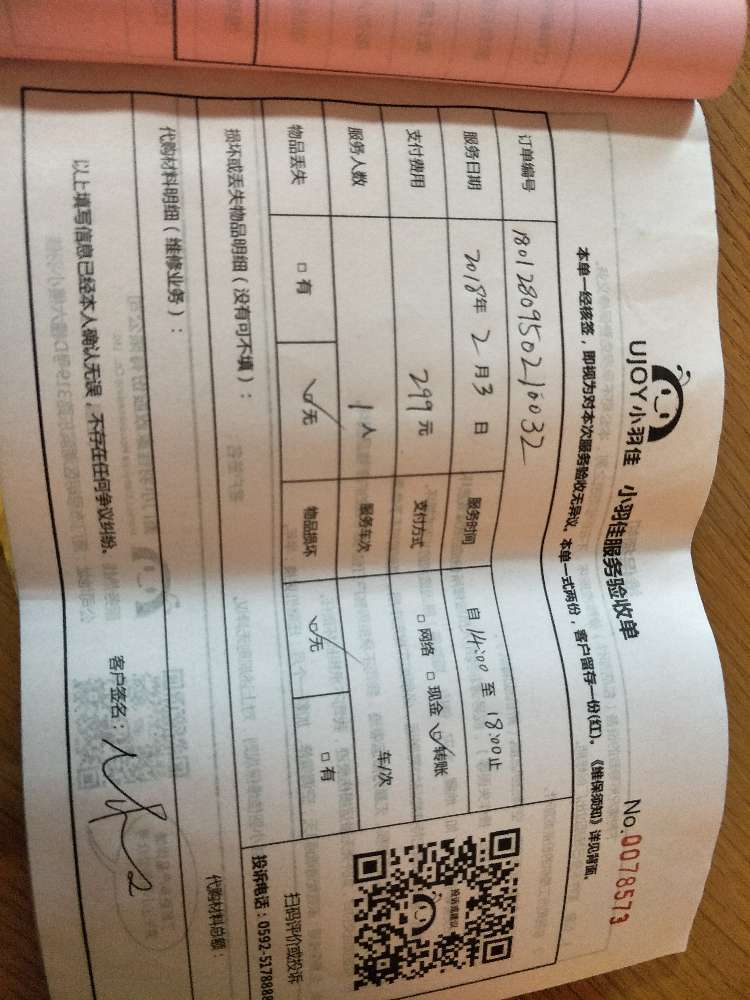 UJOY小羽佳 小羽佳服务验收单 No.0078573
本单一经核签，即视为对本次服务验收无异议。本单一式两份，客户留存一份(红)。《维保须知》详见背面。
订单编号 1801280950210032
服务日期 2018年2月3日 服务时间 自14:00至18:00止
支付费用 299元 支付方式 □网络 □现金 ☑转账
服务人数 1人 服务车次 车/次
物品丢失 □有 ☑无 物品损坏 ☑无 □有
损坏或丢失物品明细（没有可不填）：
投诉或建议
扫码评价或投诉
投诉电话：0592-5178888
代购材料明细（维修业务）：
代购材料总额：
以上填写信息已经本人确认无误，不存在任何争议纠纷。 客户签名：